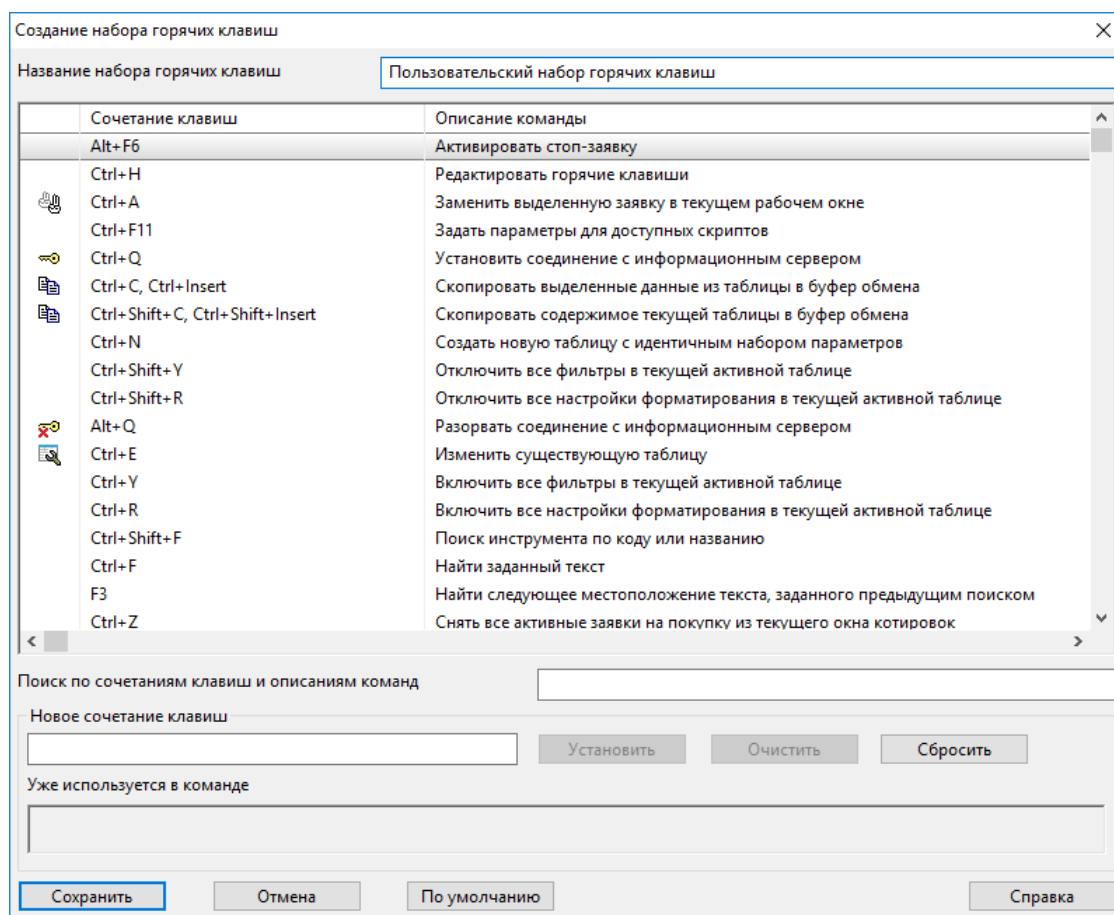 Создание набора горячих клавиш
Название набора горячих клавиш Пользовательский набор горячих клавиш
Сочетание клавиш Описание команды
Alt+F6 Активировать стоп-заявку
Ctrl+H Редактировать горячие клавиши
Ctrl+A Заменить выделенную заявку в текущем рабочем окне
Ctrl+F11 Задать параметры для доступных скриптов
Ctrl+Q Установить соединение с информационным сервером
Ctrl+C, Ctrl+Insert Скопировать выделенные данные из таблицы в буфер обмена
Ctrl+Shift+C, Ctrl+Shift+Insert Скопировать содержимое текущей таблицы в буфер обмена
Ctrl+N Создать новую таблицу с идентичным набором параметров
Ctrl+Shift+Y Отключить все фильтры в текущей активной таблице
Ctrl+Shift+R Отключить все настройки форматирования в текущей активной таблице
Alt+Q Разорвать соединение с информационным сервером
Ctrl+E Изменить существующую таблицу
Ctrl+Y Включить все фильтры в текущей активной таблице
Ctrl+R Включить все настройки форматирования в текущей активной таблице
Ctrl+Shift+F Поиск инструмента по коду или названию
Ctrl+F Найти заданный текст
F3 Найти следующее местоположение текста, заданного предыдущим поиском
Ctrl+Z Снять все активные заявки на покупку из текущего окна котировок
Поиск по сочетаниям клавиш и описаниям команд
Новое сочетание клавиш
Установить Очистить Сбросить
Уже используется в команде
Сохранить Отмена По умолчанию Справка